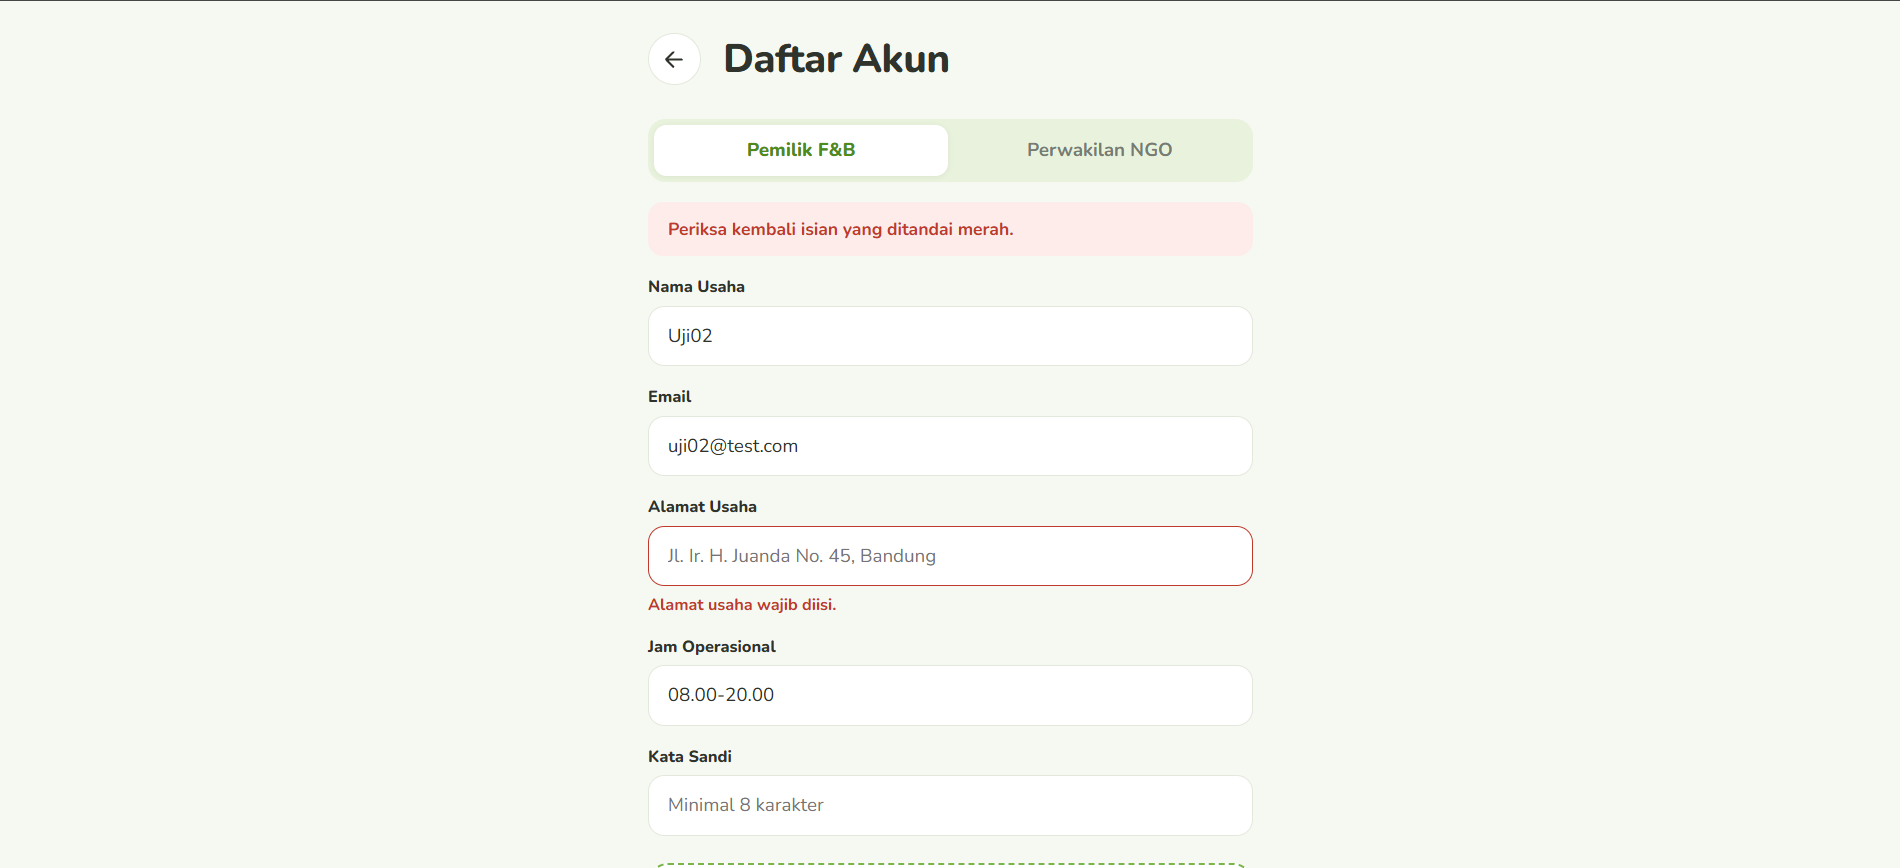 Daftar Akun
Pemilik F&B
Perwakilan NGO
Periksa kembali isian yang ditandai merah.
Nama Usaha
Uji02
Email
uji02@test.com
Alamat Usaha
Jl. Ir. H. Juanda No. 45, Bandung
Alamat usaha wajib diisi.
Jam Operasional
08.00-20.00
Kata Sandi
Minimal 8 karakter